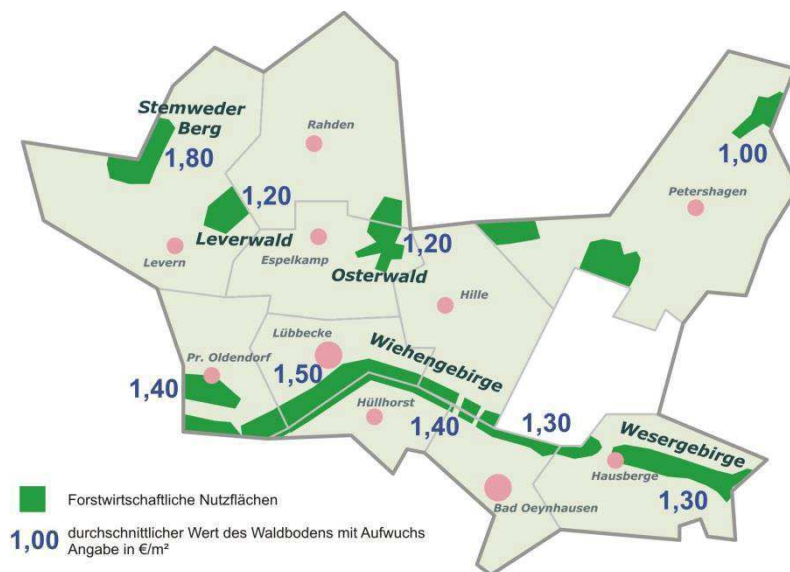 Stemweder
Berg
1,80
Rahden
1,00
1,20
Petershagen
Leverwald
Levern
Espelkamp
1,20
Osterwald
Hille
Lübbecke
Wiehengebirge
Pr. Oldendorf
1,50
1,40
Hüllhorst
1,40
1,30
Wesergebirge
Hausberge
1,30
Bad Oeynhausen
Forstwirtschaftliche Nutzflächen
1,00 durchschnittlicher Wert des Waldbodens mit Aufwuchs
Angabe in €/m²